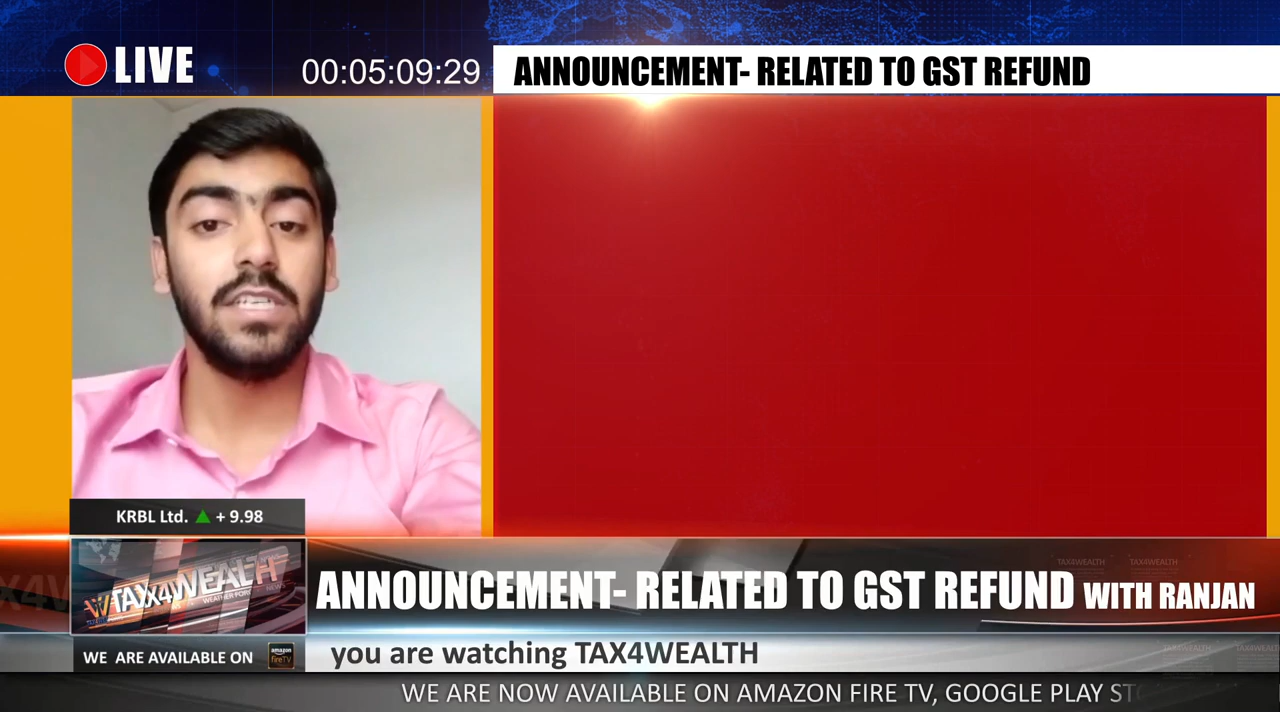 LIVE
00:05:09:29
ANNOUNCEMENT- RELATED TO GST REFUND
KRBL Ltd. ▲ + 9.98
TAX4WEALTH
ANNOUNCEMENT- RELATED TO GST REFUND WITH RANJAN
WE ARE AVAILABLE ON amazon fireTV
you are watching TAX4WEALTH
WE ARE NOW AVAILABLE ON AMAZON FIRE TV, GOOGLE PLAY
TAX4WEALTH TAX4WEALTH